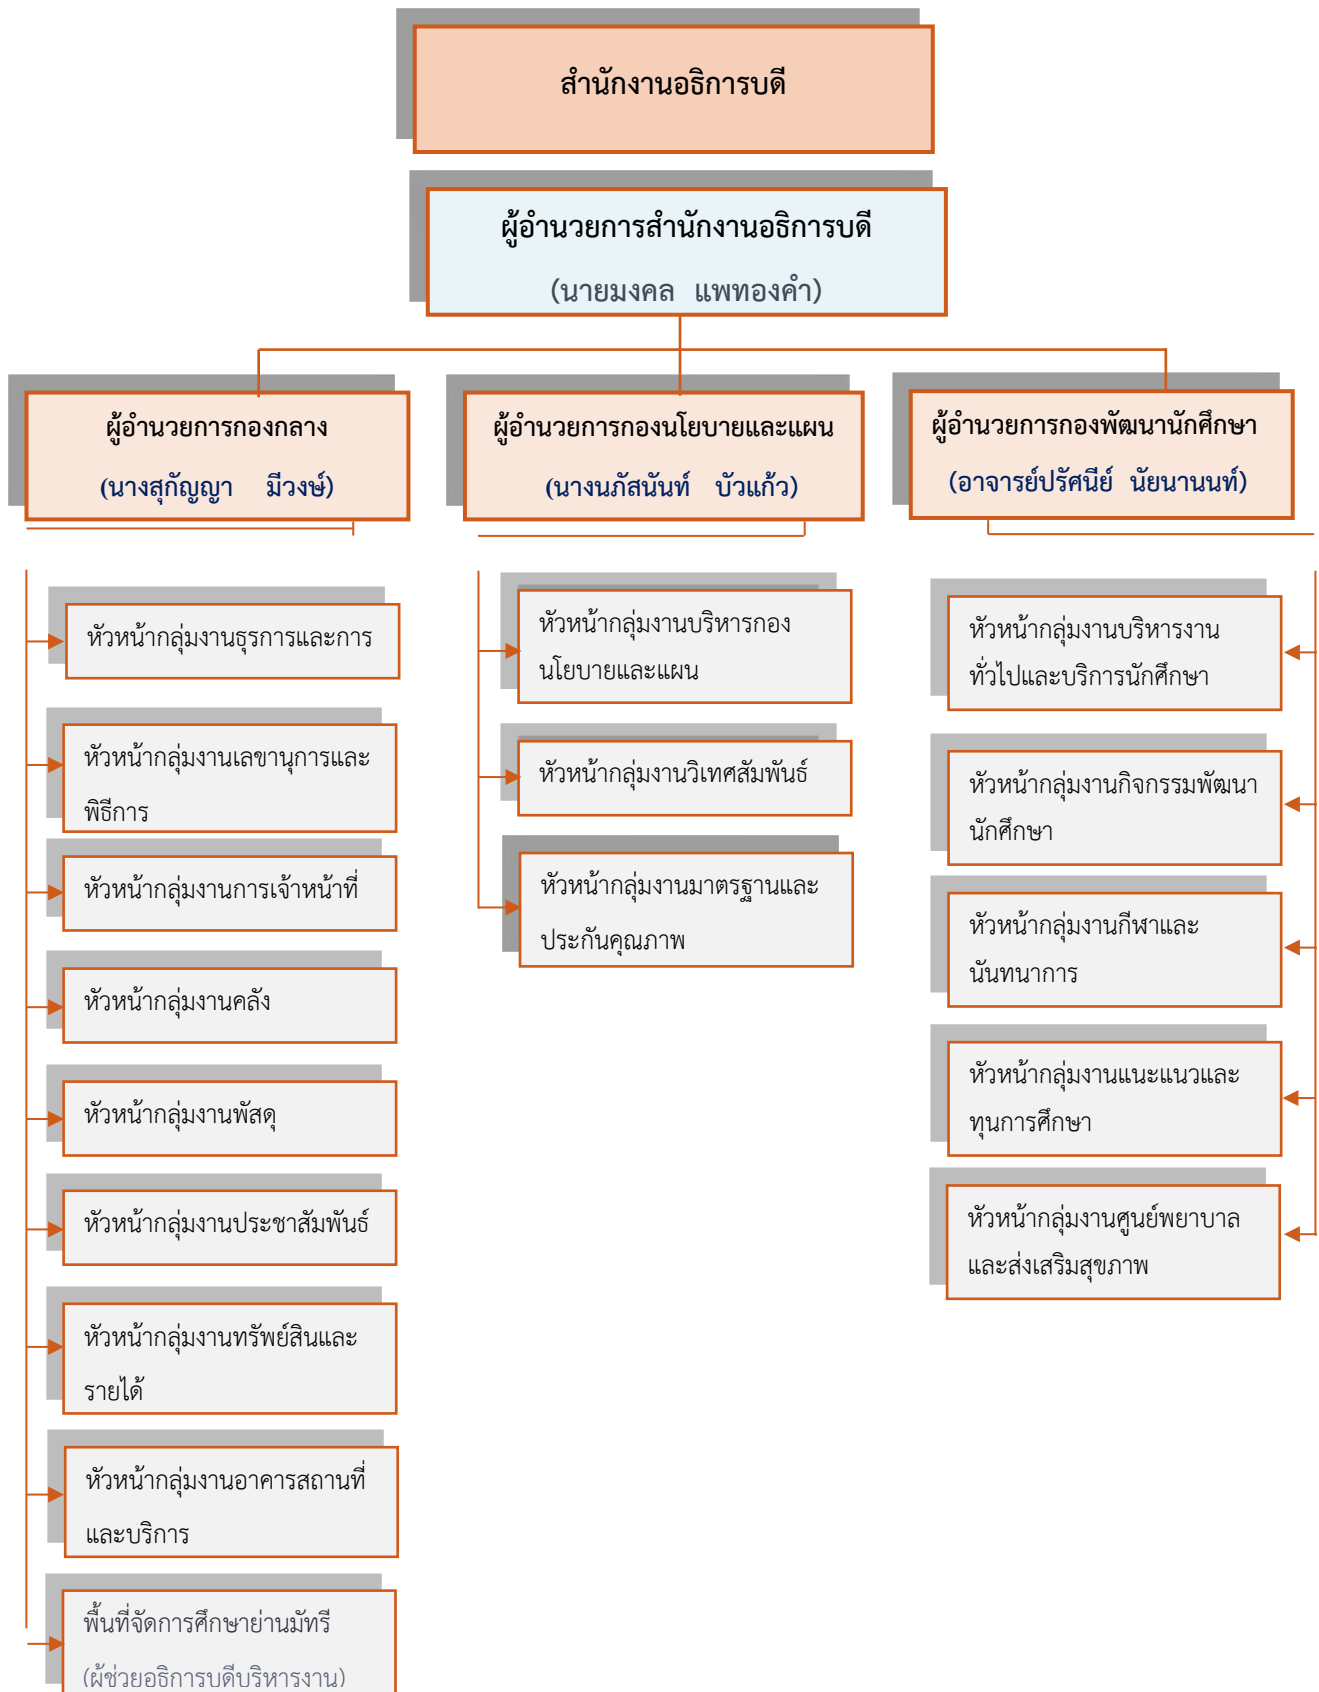 สำนักงานอธิการบดี
ผู้อำนวยการสำนักงานอธิการบดี
(นายมงคล แพทองคำ)
ผู้อำนวยการกองกลาง
(นางสุกัญญา มีวงษ์)
หัวหน้ากลุ่มงานธุรการและการ
หัวหน้ากลุ่มงานเลขานุการและ
พิธีการ
หัวหน้ากลุ่มงานการเจ้าหน้าที่
หัวหน้ากลุ่มงานคลัง
หัวหน้ากลุ่มงานพัสดุ
หัวหน้ากลุ่มงานประชาสัมพันธ์
หัวหน้ากลุ่มงานทรัพย์สินและ
รายได้
หัวหน้ากลุ่มงานอาคารสถานที่
และบริการ
พื้นที่จัดการศึกษาย่านมัทรี
(ผู้ช่วยอธิการบดีบริหารงาน)
ผู้อำนวยการกองนโยบายและแผน
(นางนภัสนันท์ บัวแก้ว)
หัวหน้ากลุ่มงานบริหารกอง
นโยบายและแผน
หัวหน้ากลุ่มงานวิเทศสัมพันธ์
หัวหน้ากลุ่มงานมาตรฐานและ
ประกันคุณภาพ
ผู้อำนวยการกองพัฒนานักศึกษา
(อาจารย์ปรัศนีย์ นัยนานนท์)
หัวหน้ากลุ่มงานบริหารงาน
ทั่วไปและบริการนักศึกษา
หัวหน้ากลุ่มงานกิจกรรมพัฒนา
นักศึกษา
หัวหน้ากลุ่มงานกีฬาและ
นันทนาการ
หัวหน้ากลุ่มงานแนะแนวและ
ทุนการศึกษา
หัวหน้ากลุ่มงานศูนย์พยาบาล
และส่งเสริมสุขภาพ